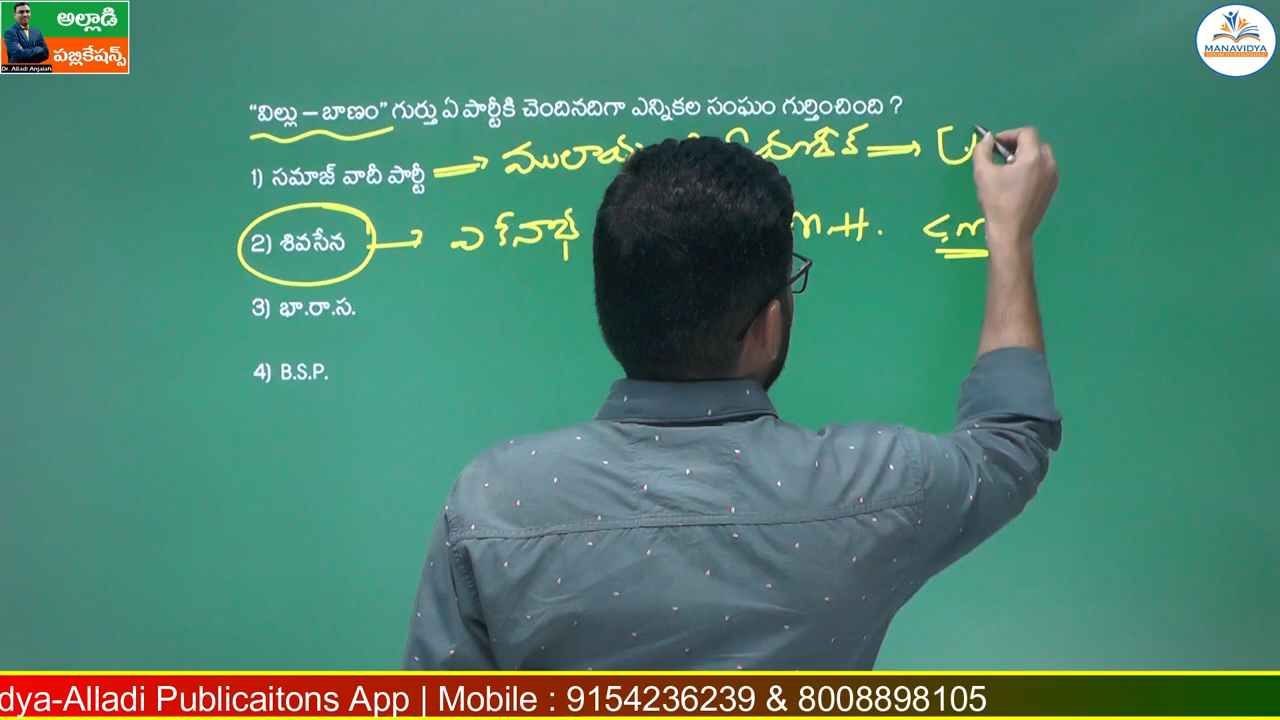 అల్లాడి
పబ్లికేషన్స్
Dr. Alladi Anjaiah
MANAVIDYA
"విల్లు – బాణం" గుర్తు ఏ పార్టీకి చెందినదిగా ఎన్నికల సంఘం గుర్తించింది ?
1) సమాజ్ వాదీ పార్టీ
2) శివసేన M.H. C.M
3) భా.రా.స.
4) B.S.P.
dya-Alladi Publicaitons App | Mobile : 9154236239 & 8008898105